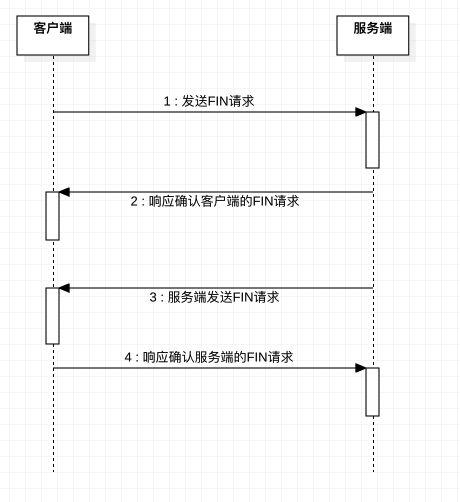 客户端
服务端
1 : 发送FIN请求
2 : 响应确认客户端的FIN请求
3 : 服务端发送FIN请求
4 : 响应确认服务端的FIN请求